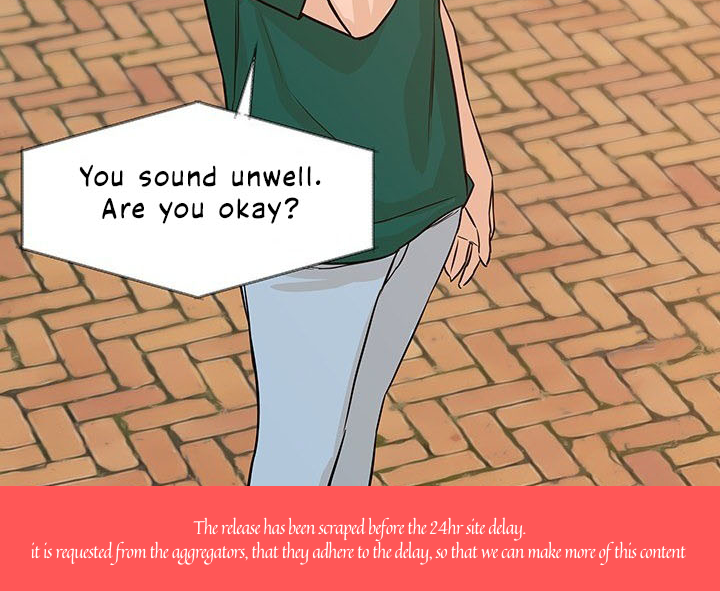 You sound unwell.
Are you okay?
The release has been scraped before the 24hr site delay.
it is requested from the aggregators, that they adhere to the delay, so that we can make more of this content